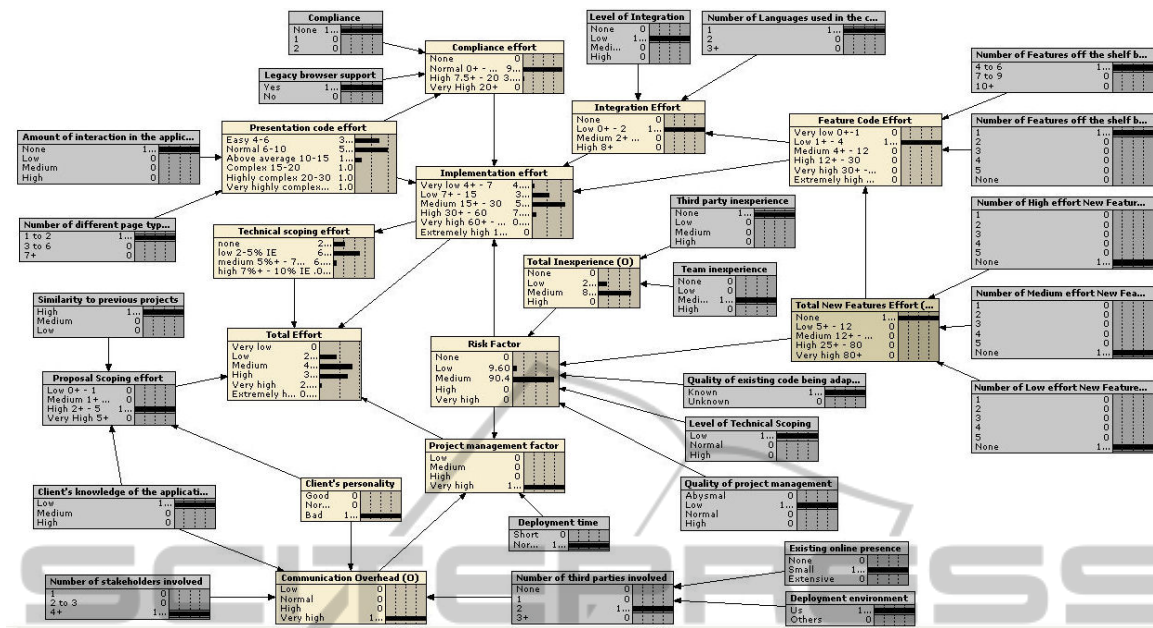 Compliance
None 1...
1 0
2 0
Legacy browser support
Yes 1...
No 0
Compliance effort
None 0
Normal 0+ - ... 9...
High 7.5+ - 20 3....
Very High 20+ 0
Level of Integration
None 0
Low 1...
Medi... 0
High 0
Number of Languages used in the c...
1 1...
2 0
3+ 0
Integration Effort
None 0
Low 0+ - 2 1...
Medium 2+ ... 0
High 8+ 0
Number of Features off the shelf b...
4 to 6 1...
7 to 9 0
10+ 0
Feature Code Effort
Very low 0+-1 0
Low 1+ - 4 1...
Medium 4+ - 12 0
High 12+ - 30 0
Very high 30+ -... 0
Extremely high ... 0
Number of Features off the shelf b...
1 1...
2 0
3 0
4 0
5 0
None 0
Amount of interaction in the applic...
None 1...
Low 0
Medium 0
High 0
Presentation code effort
Easy 4-6 3...
Normal 6-10 5...
Above average 10-15 1...
Complex 15-20 1.0
Highly complex 20-30 1.0
Very highly complex... 1.0
Implementation effort
Very low 4+ - 7 4....
Low 7+ - 15 3...
Medium 15+ - 30 5...
High 30+ - 60 7....
Very high 60+ - ... 0....
Extremely high 1... 0
Number of different page typ...
1 to 2 1...
3 to 6 0
7+ 0
Technical scoping effort
none 2...
low 2-5% IE 6...
medium 5%+ - 7... 6...
high 7%+ - 10% IE .0...
Third party inexperience
None 1...
Low 0
Medium 0
High 0
Number of High effort New Featur...
1 0
2 0
3 0
4 0
5 0
None 1...
Total Inexperience (O)
None 0
Low 2...
Medium 8...
High 0
Team inexperience
None 0
Low 0
Medi... 1...
High 0
Similarity to previous projects
High 1...
Medium 0
Low 0
Total New Features Effort (...
None 1...
Low 5+ - 12 0
Medium 12+ - ... 0
High 25+ - 80 0
Very high 80+ 0
Number of Medium effort New Fea...
1 0
2 0
3 0
4 0
5 0
None 1...
Total Effort
Very low 0
Low 2...
Medium 4...
High 3...
Very high 2...
Extremely h... 0....
Risk Factor
None 0
Low 9.60
Medium 90.4
High 0
Very high 0
Proposal Scoping effort
Low 0+ - 1 0
Medium 1+ ... 0
High 2+ - 5 1...
Very High 5+ 0
Quality of existing code being adap...
Known 1...
Unknown 0
Number of Low effort New Feature...
1 0
2 0
3 0
4 0
5 0
None 1...
Level of Technical Scoping
Low 1...
Normal 0
High 0
Project management factor
Low 0
Medium 0
High 0
Very high 1...
Client's knowledge of the applicati...
Low 1...
Medium 0
High 0
Client's personality
Good 0
Nor... 0
Bad 1...
Quality of project management
Abysmal 0
Low 1...
Normal 0
High 0
Deployment time
Short 0
Nor... 1...
Existing online presence
None 0
Small 1...
Extensive 0
Number of stakeholders involved
1 0
2 to 3 0
4+ 1...
Communication Overhead (O)
Low 0
Normal 0
High 0
Very high 1...
Number of third parties involved
None 0
1 0
2 1...
3+ 0
Deployment environment
Us 1...
Others 0
SCITEPRESS